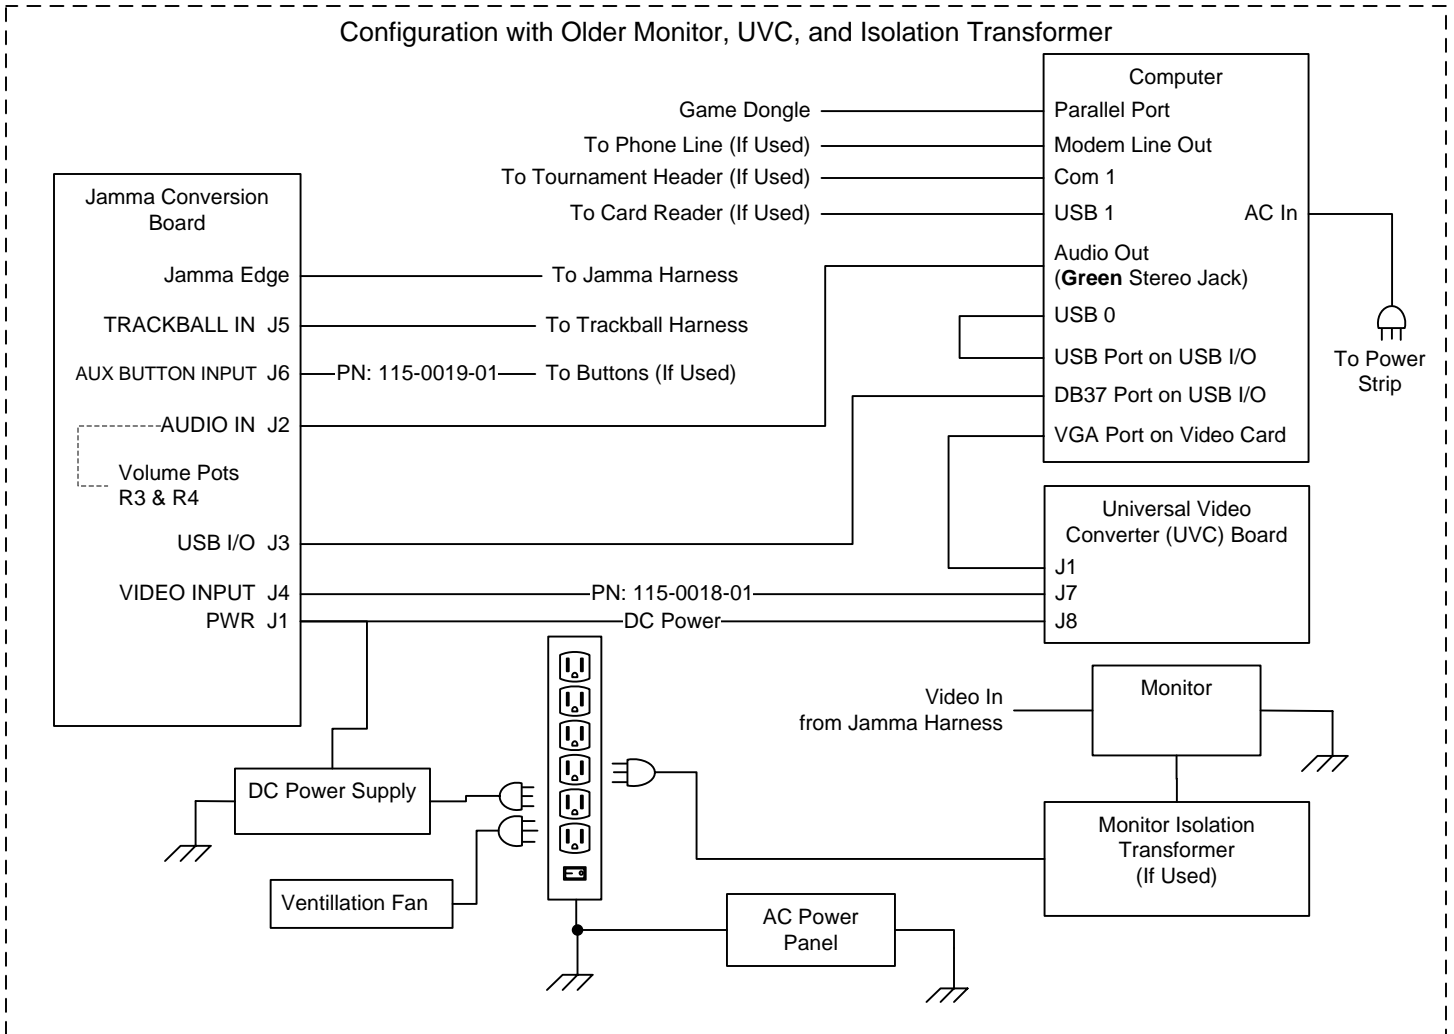 Configuration with Older Monitor, UVC, and Isolation Transformer
Computer
Game Dongle
Parallel Port
To Phone Line (If Used)
Modem Line Out
To Tournament Header (If Used)
Com 1
To Card Reader (If Used)
USB 1
AC In
Audio Out
(Green Stereo Jack)
USB 0
USB Port on USB I/O
DB37 Port on USB I/O
VGA Port on Video Card
To Power
Strip
Jamma Conversion
Board
Jamma Edge
To Jamma Harness
TRACKBALL IN J5
To Trackball Harness
AUX BUTTON INPUT J6
PN: 115-0019-01
To Buttons (If Used)
AUDIO IN J2
Volume Pots
R3 & R4
USB I/O J3
VIDEO INPUT J4
PN: 115-0018-01
PWR J1
DC Power
Universal Video
Converter (UVC) Board
J1
J7
J8
Video In
from Jamma Harness
Monitor
DC Power Supply
Monitor Isolation
Transformer
(If Used)
Ventillation Fan
AC Power
Panel